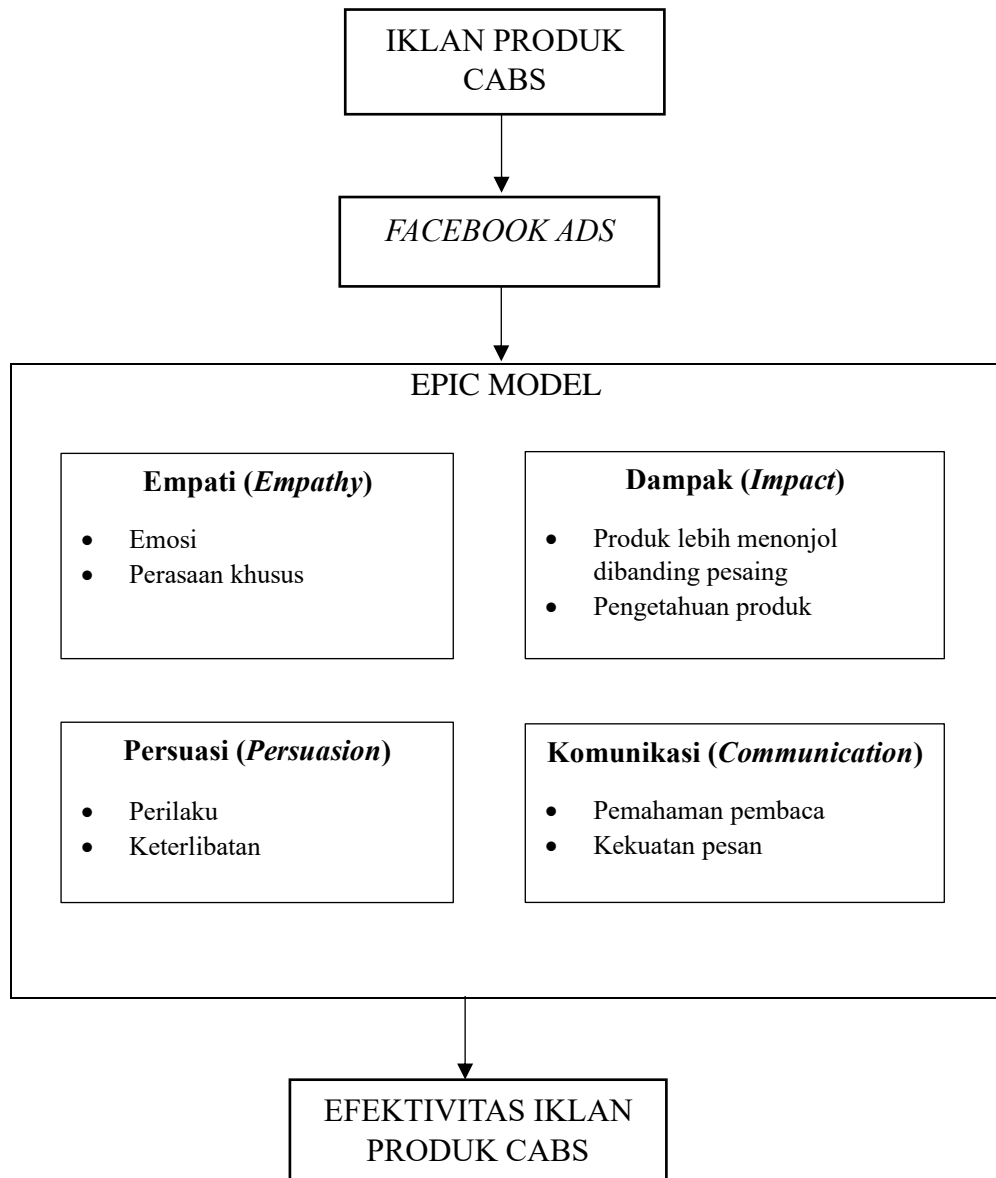 IKLAN PRODUK
CABS
FACEBOOK ADS
EPIC MODEL
Empati (Empathy)
• Emosi
• Perasaan khusus
Dampak (Impact)
• Produk lebih menonjol
dibanding pesaing
• Pengetahuan produk
Persuasi (Persuasion)
• Perilaku
• Keterlibatan
Komunikasi (Communication)
• Pemahaman pembaca
• Kekuatan pesan
EFEKTIVITAS IKLAN
PRODUK CABS